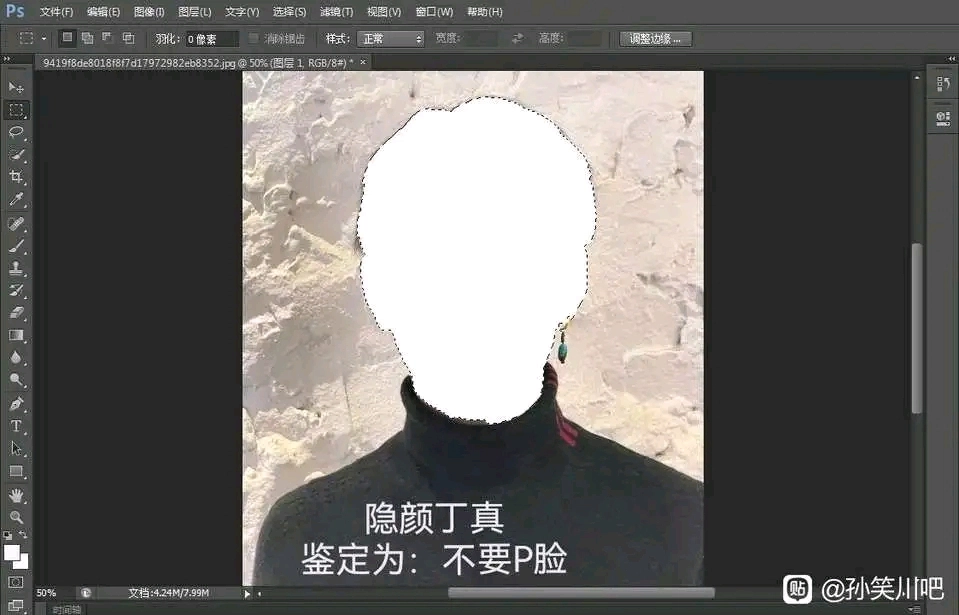 Ps 文件(F) 编辑(E) 图像(I) 图层(L) 文字(Y) 选择(S) 滤镜(T) 视图(V) 窗口(W) 帮助(H)
羽化: 0 像素 消除锯齿 样式: 正常 宽度: 高度: 调整边缘...
9419f8de8018f8f7d17972982eb8352.jpg @ 50% (图层 1, RGB/8#) * ×
隐颜丁真
鉴定为：不要P脸
50% 文档:4.24M/7.99M
贴 @孙笑川吧
时间轴